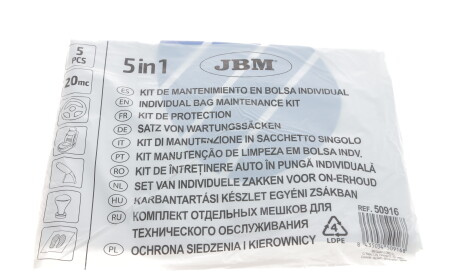 5 PCS
20mc
5 in 1
JBM
ES KIT DE MANTENIMIENTO EN BOLSA INDIVIDUAL
EN INDIVIDUAL BAG MAINTENANCE KIT
FR KIT DE PROTECTION
DE SATZ VON WARTUNGSSÄCKEN
IT KIT DI MANUTENZIONE IN SACCHETTO SINGOLO
PT KIT MANUTENÇÃO DE LIMPEZA EM BOLSA INDV.
RO KIT DE ÎNTREȚINERE AUTO ÎN PUNGĂ INDIVIDUALĂ
NL SET VAN INDIVIDUELE ZAKKEN VOOR ON-ERHOUD
HU KARBANTARTÁSI KÉSZLET EGYÉNI ZSÁKBAN
RU КОМПЛЕКТ ОТДЕЛЬНЫХ МЕШКОВ ДЛЯ
ТЕХНИЧЕСКОГО ОБСЛУЖИВАНИЯ
PL OCHRONA SIEDZENIA I KIEROWNICY
4
LDPE
REF. 50916